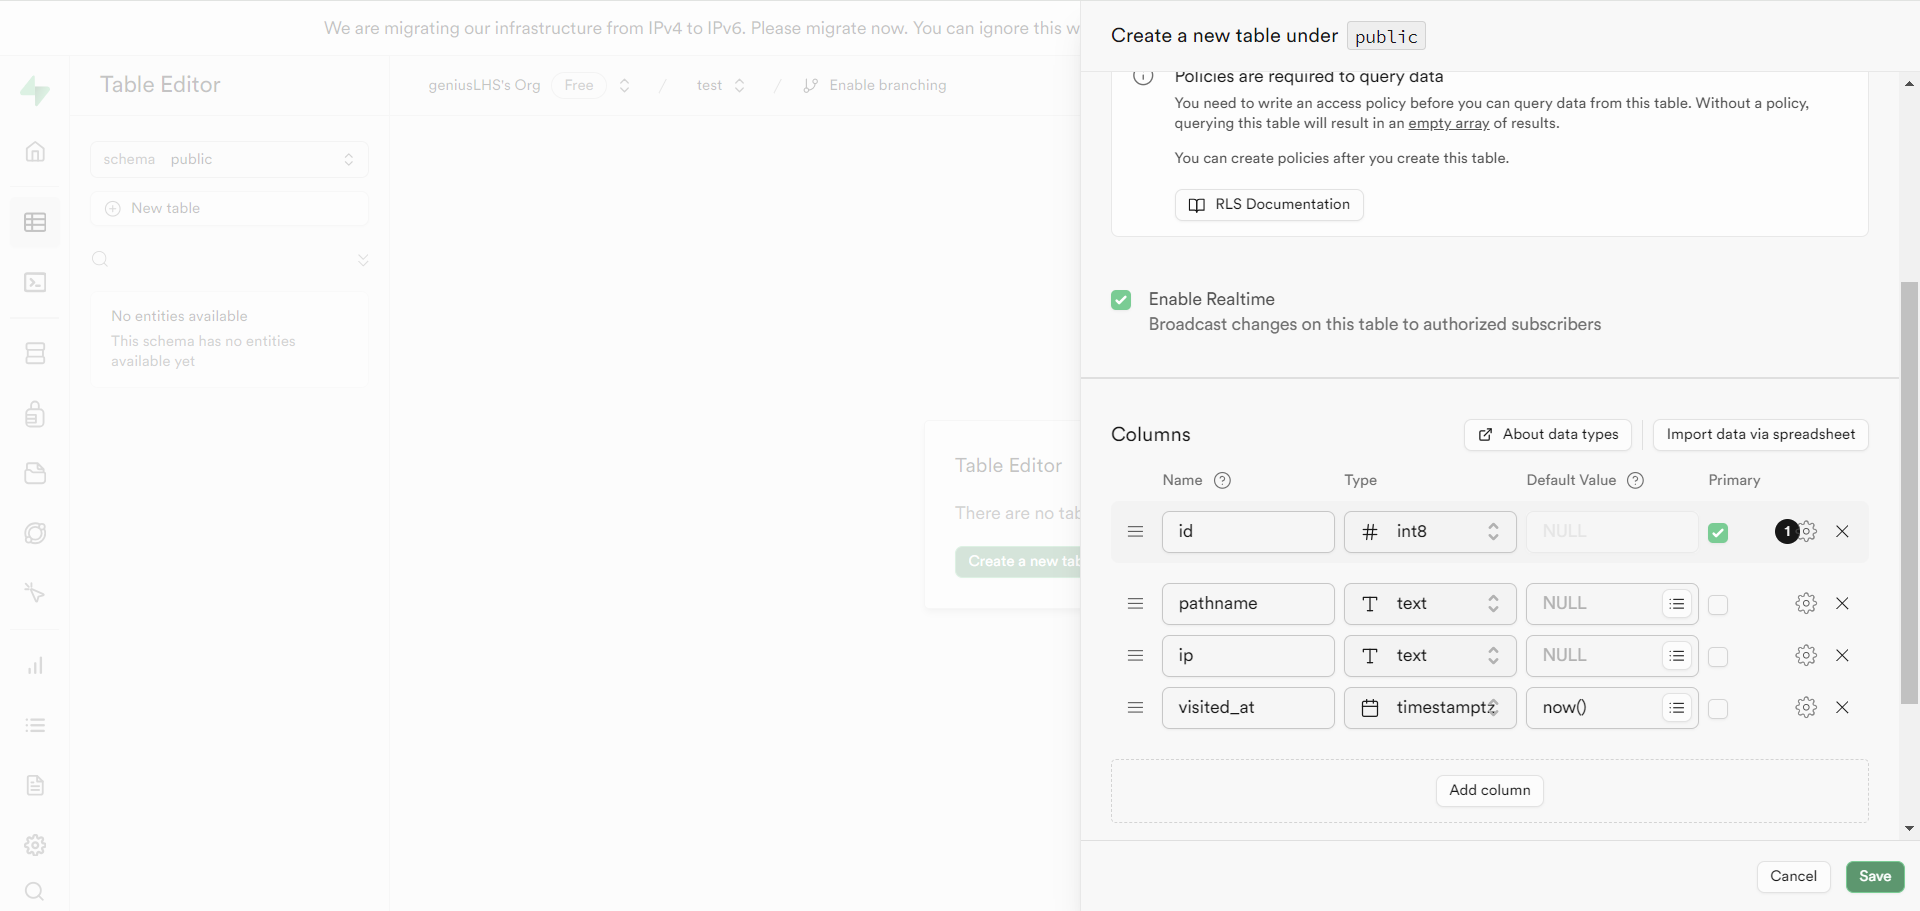 We are migrating our infrastructure from IPv4 to IPv6. Please migrate now. You can ignore this w
Table Editor
geniusLHS's Org Free / test / Enable branching
schema public
New table
No entities available
This schema has no entities
available yet
Table Editor
There are no tab
Create a new tab
Create a new table under public
Policies are required to query data
You need to write an access policy before you can query data from this table. Without a policy,
querying this table will result in an empty array of results.
You can create policies after you create this table.
RLS Documentation
Enable Realtime
Broadcast changes on this table to authorized subscribers
Columns
About data types
Import data via spreadsheet
Name ? Type Default Value ? Primary
id # int8 NULL 1
pathname T text NULL
ip T text NULL
visited_at timestamptz now()
Add column
Cancel Save